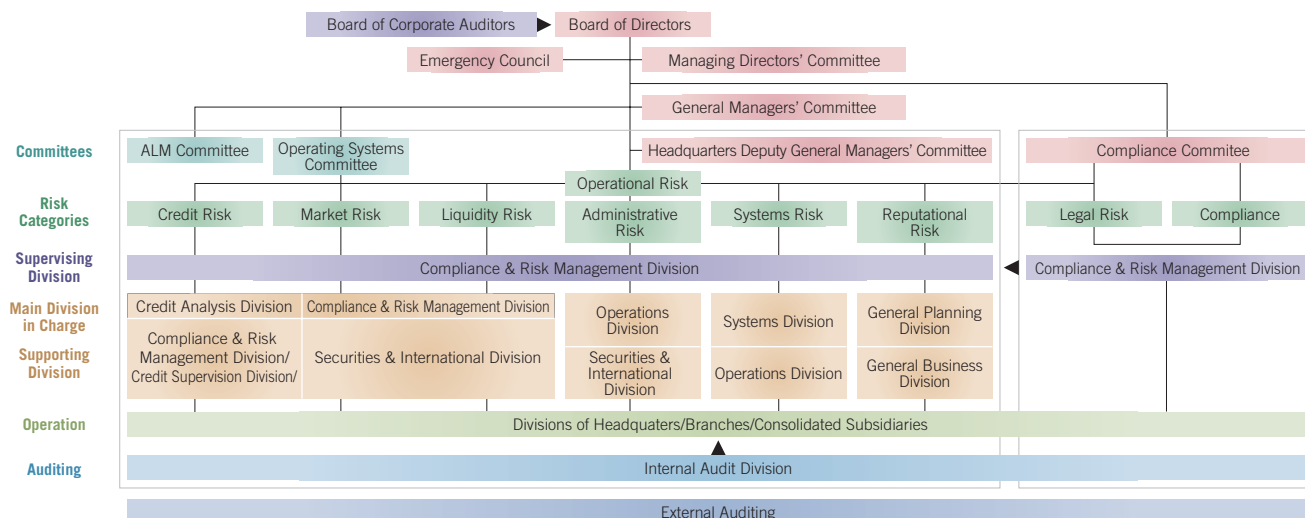 Board of Corporate Auditors
Board of Directors
Emergency Council
Managing Directors' Committee
General Managers' Committee
Committees
ALM Committee
Operating Systems
Committee
Headquarters Deputy General Managers' Committee
Compliance Commitee
Operational Risk
Risk
Categories
Credit Risk
Market Risk
Liquidity Risk
Administrative
Risk
Systems Risk
Reputational
Risk
Legal Risk
Compliance
Supervising
Division
Compliance & Risk Management Division
Compliance & Risk Management Division
Main Division
in Charge
Credit Analysis Division
Compliance & Risk Management Division
Operations
Division
Systems Division
General Planning
Division
Supporting
Division
Compliance & Risk
Management Division/
Credit Supervision Division/
Securities & International Division
Securities &
International
Division
Operations Division
General Business
Division
Operation
Divisions of Headquaters/Branches/Consolidated Subsidiaries
Auditing
Internal Audit Division
External Auditing